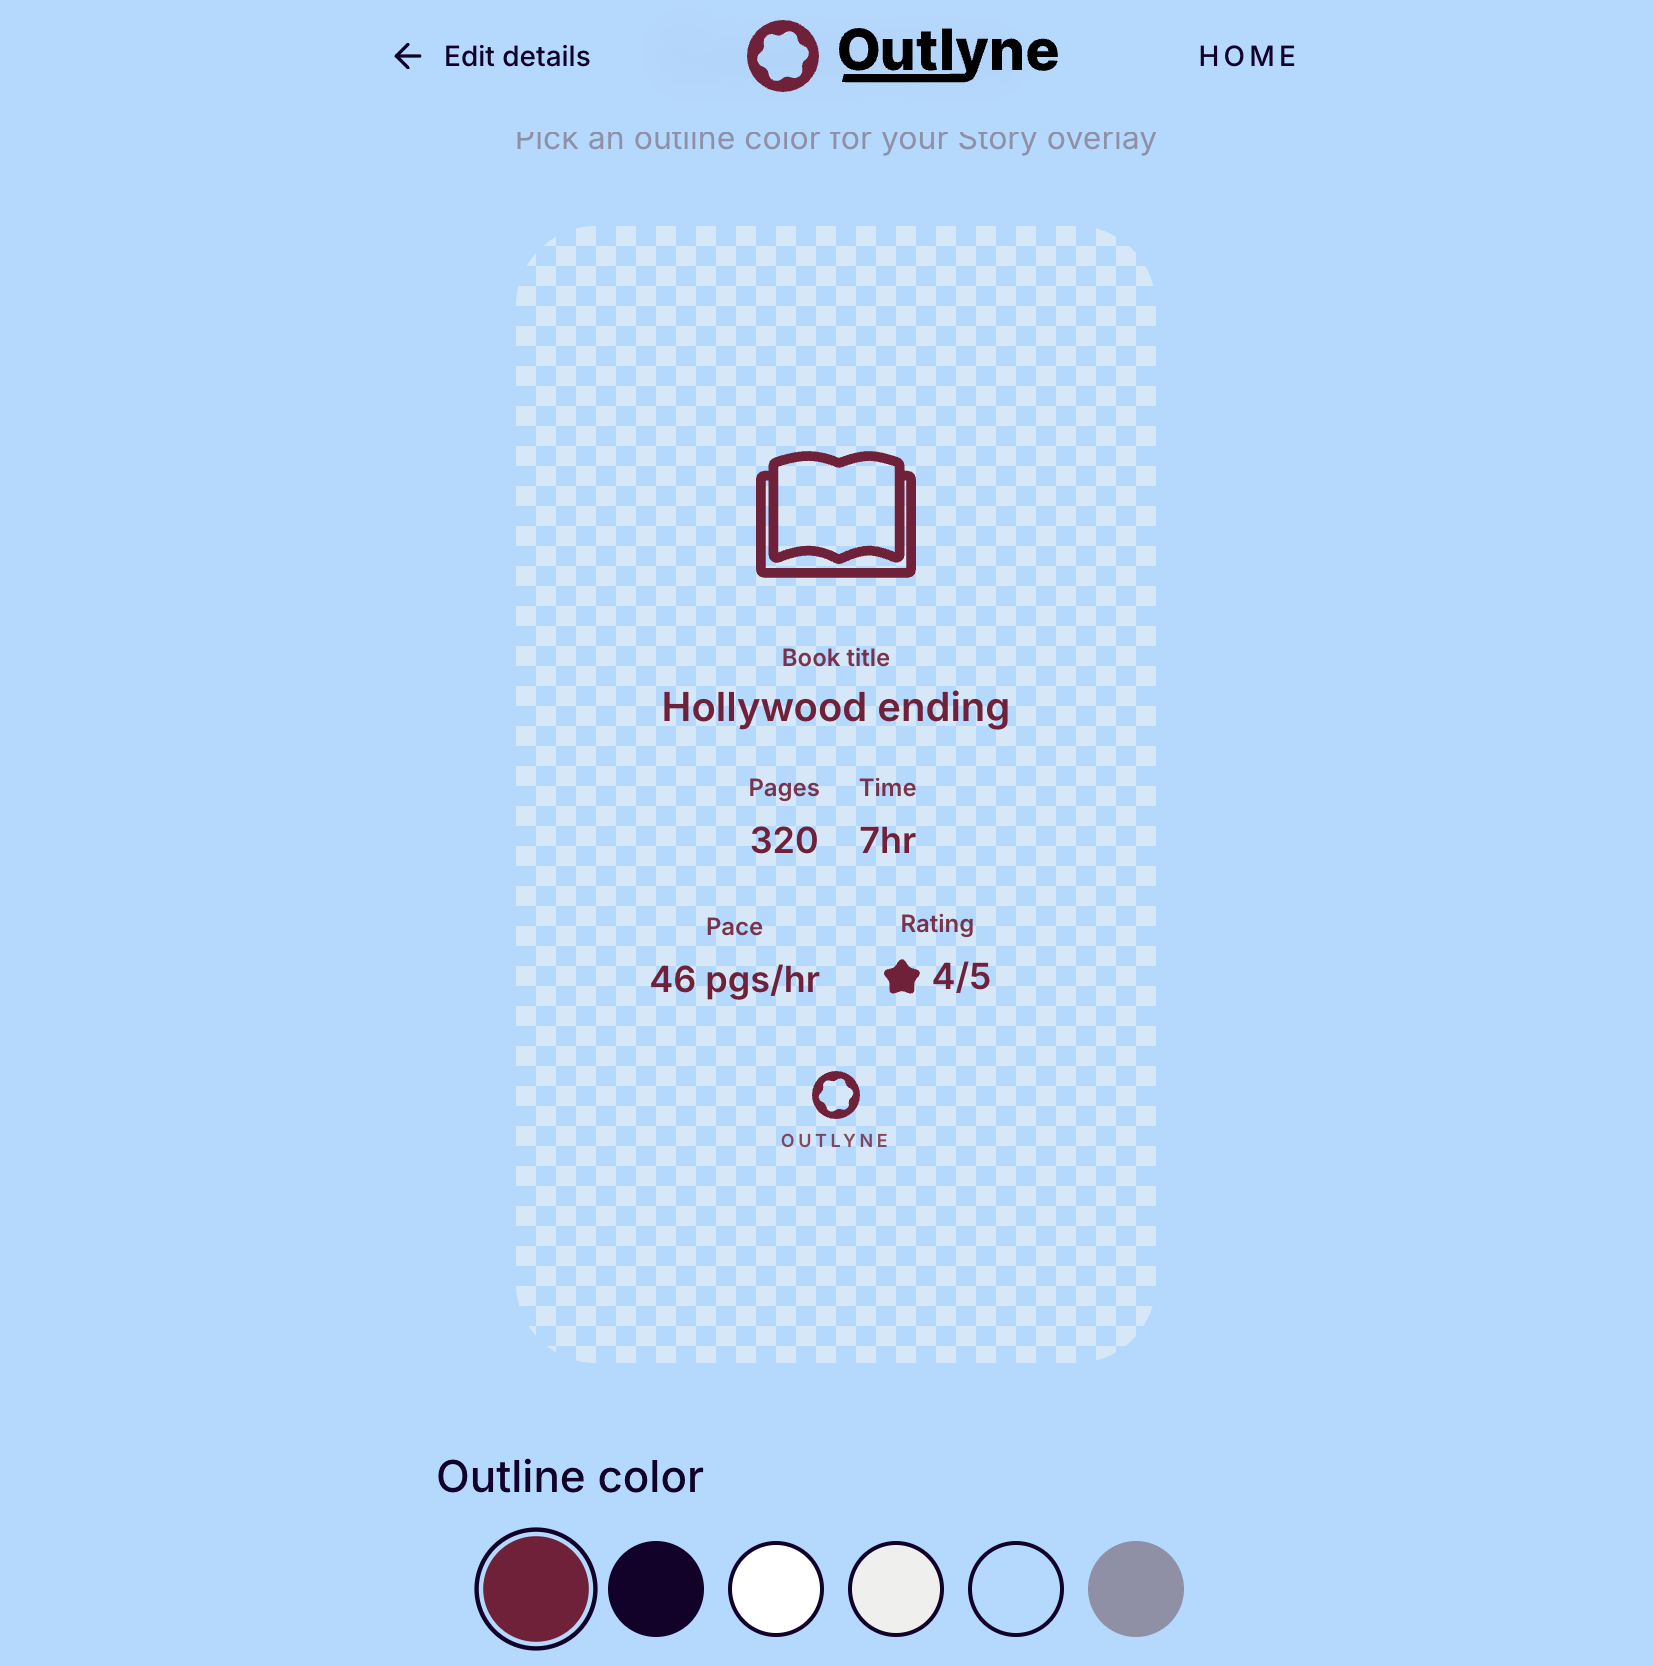 Edit details
Outlyne
HOME
Pick an outline color for your Story overlay
Book title
Hollywood ending
Pages Time
320 7hr
Pace Rating
46 pgs/hr 4/5
OUTLYNE
Outline color